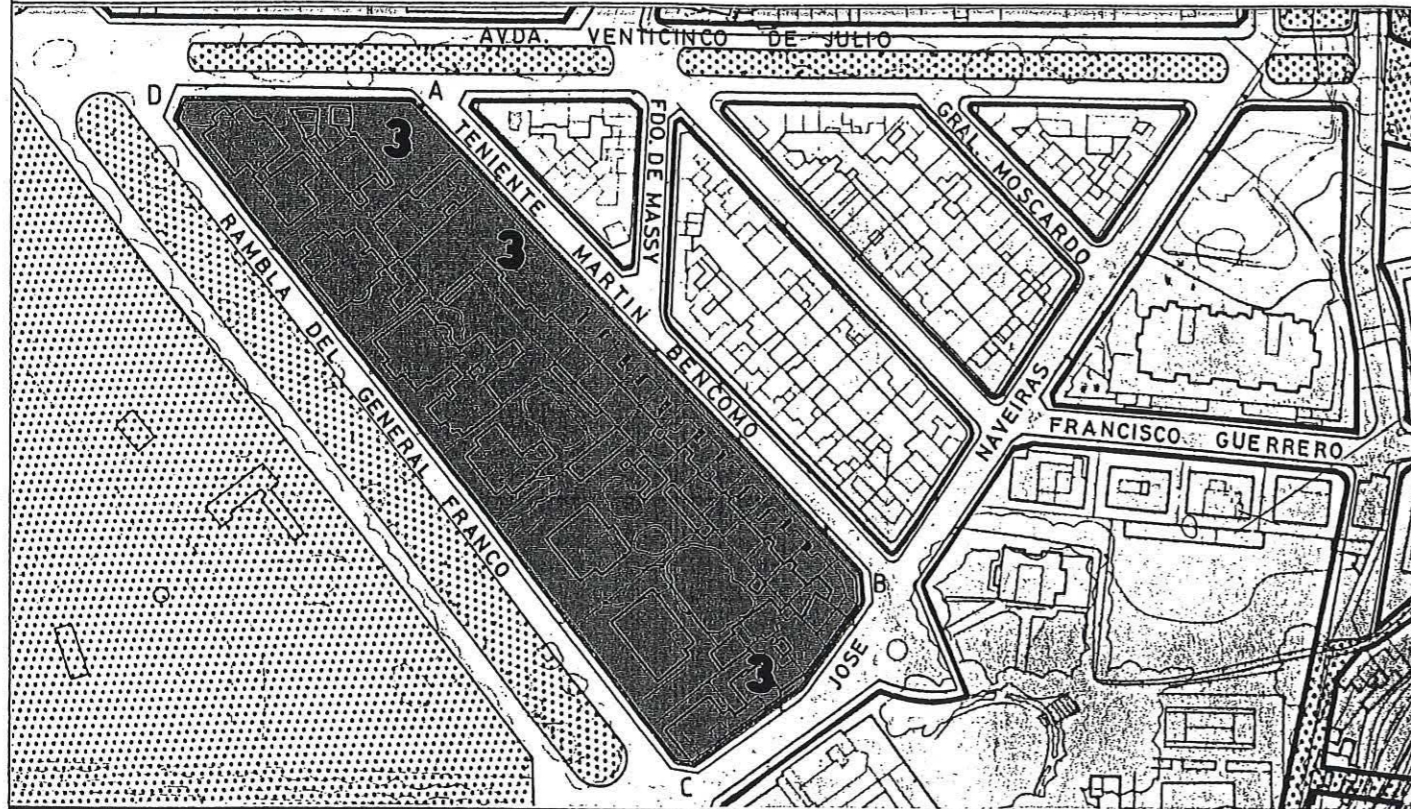 AVDA. VENTICINCO DE JULIO
D
A
3
TENIENTE MARTIN BENCOMO
FDO. DE MASSY
GRAL. MOSCARDO
3
RAMBLA DEL GENERAL FRANCO
JOSE NAVEIRAS
FRANCISCO GUERRERO
B
3
C